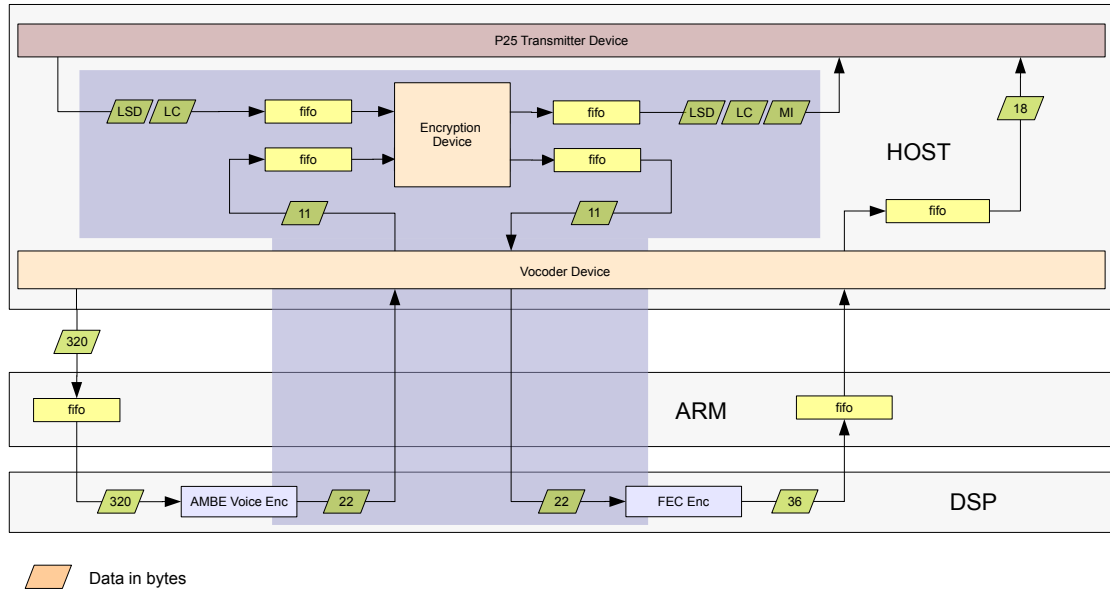 P25 Transmitter Device
LSD LC fifo fifo LSD LC MI 18
Encryption
Device
fifo fifo
HOST
11 11 fifo
Vocoder Device
320
fifo ARM fifo
320 AMBE Voice Enc 22 22 FEC Enc 36 DSP
Data in bytes